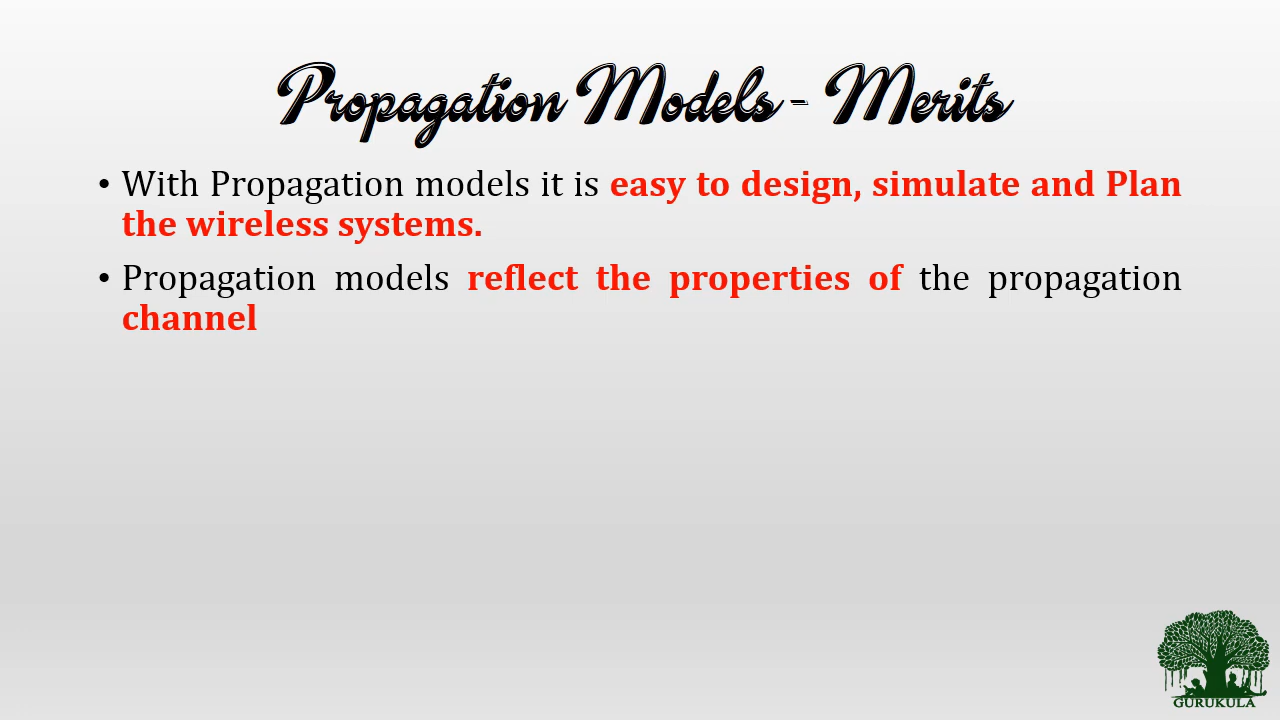 Propagation Models - Merits
• With Propagation models it is easy to design, simulate and Plan
the wireless systems.
• Propagation models reflect the properties of the propagation
channel
GURUKULA